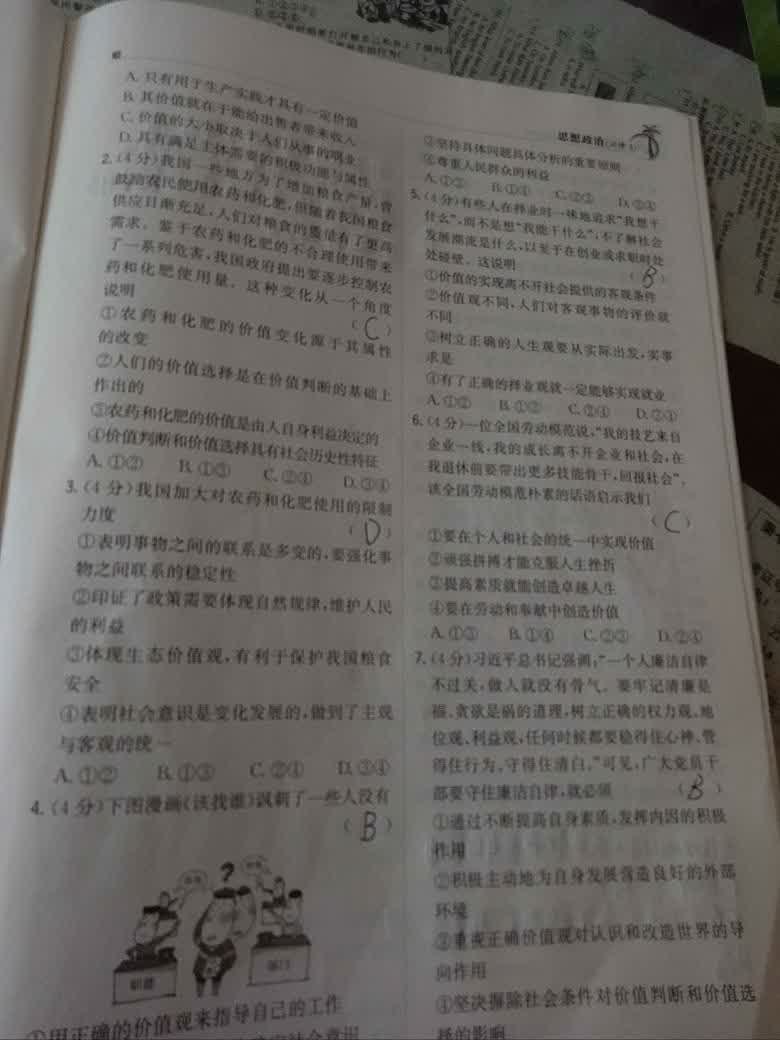 A. 只有用于生产实践才具有一定价值
B. 其价值就在于能给出售者带来收入
C. 价值的大小取决于人们从事的职业
D. 具有满足主体需要的积极功能与属性
2. (4 分)我国一些地方为了增加粮食产量,曾
鼓励农民使用农药和化肥,但随着我国粮食
供应日渐充足,人们对粮食的质量有了更高
需求。鉴于农药和化肥的不合理使用带来
了一系列危害,我国政府提出要逐步控制农
药和化肥使用量。这种变化从一个角度
说明 ( C )
①农药和化肥的价值变化源于其属性
的改变
②人们的价值选择是在价值判断的基础上
作出的
③农药和化肥的价值是由人自身利益决定的
④价值判断和价值选择具有社会历史性特征
A. ①② B. ①③ C. ②④ D. ③④
3. (4 分)我国加大对农药和化肥使用的限制
力度 ( D )
①表明事物之间的联系是多变的,要强化事
物之间联系的稳定性
②印证了政策需要体现自然规律,维护人民
的利益
③体现生态价值观,有利于保护我国粮食
安全
④表明社会意识是变化发展的,做到了主观
与客观的统一
A. ①② B. ①③ C. ②④ D. ③④
4. (4 分)下图漫画《该找谁》讽刺了一些人没有
( B )
①用正确的价值观来指导自己的工作
思想政治
③坚持具体问题具体分析的重要原则
④尊重人民群众的利益
A. ①② B. ①④ C. ②③ D. ③④
5. (4 分)有些人在择业时一味地追求“我想干
什么”,而不是想“我能干什么”,不了解社会
发展潮流是什么,以至于在创业或求职时处
处碰壁。这说明 ( B )
①价值的实现离不开社会提供的客观条件
②价值观不同,人们对客观事物的评价就
不同
③树立正确的人生观要从实际出发,实事
求是
④有了正确的择业观就一定能够实现就业
A. ①② B. ①③ C. ②④ D. ③④
6. (4 分)一位全国劳动模范说,“我的技艺来自
企业一线,我的成长离不开企业和社会,在
我退休前要带出更多技能骨干,回报社会”。
该全国劳动模范朴素的话语启示我们
( C )
①要在个人和社会的统一中实现价值
②顽强拼搏才能克服人生挫折
③提高素质就能创造卓越人生
④要在劳动和奉献中创造价值
A. ①③ B. ①④ C. ②③ D. ②④
7. (4 分)习近平总书记强调,“一个人廉洁自律
不过关,做人就没有骨气。要牢记清廉是
福、贪欲是祸的道理,树立正确的权力观、地
位观、利益观,任何时候都要稳得住心神、管
得住行为、守得住清白。”可见,广大党员干
部要守住廉洁自律,就必须 ( B )
①通过不断提高自身素质,发挥内因的积极
作用
②积极主动地为自身发展营造良好的外部
环境
③重视正确价值观对认识和改造世界的导
向作用
④坚决摒除社会条件对价值判断和价值选
择的影响